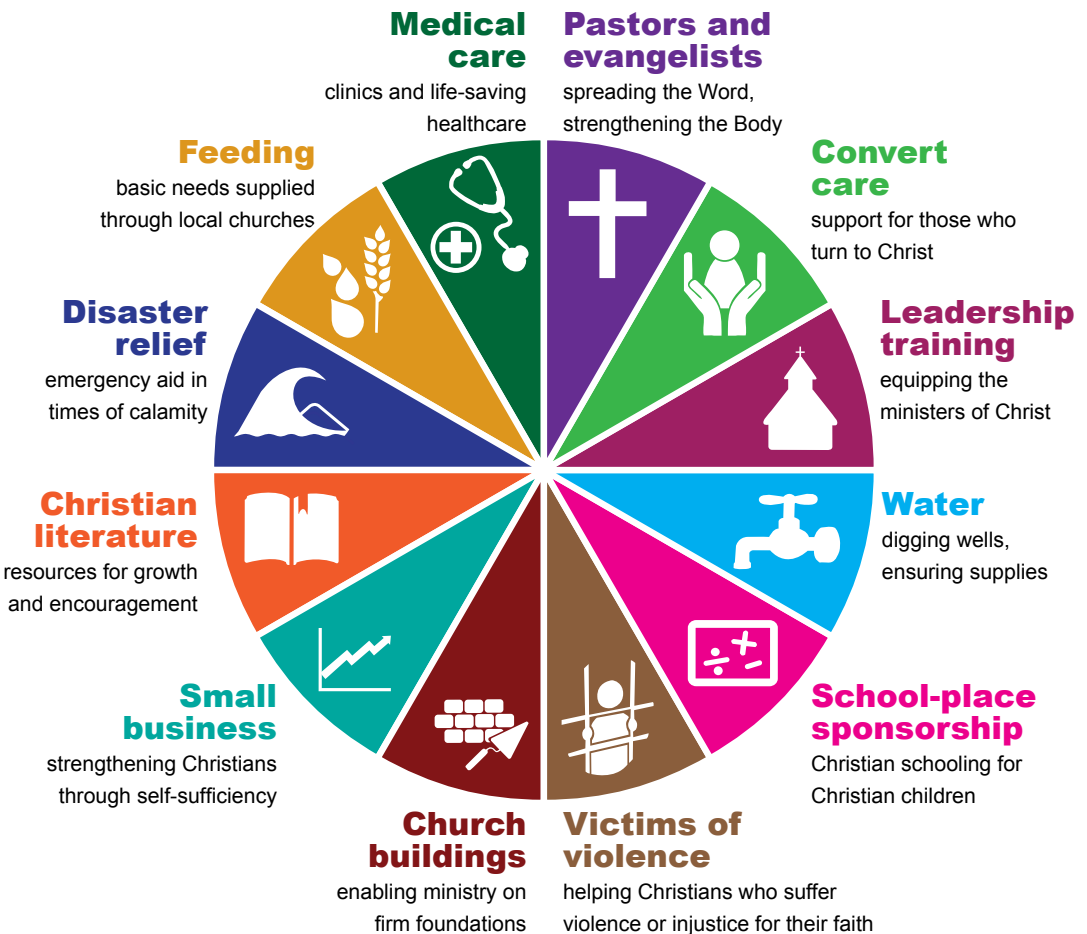 Medical
care
clinics and life-saving
healthcare
Pastors and
evangelists
spreading the Word,
strengthening the Body
Convert
care
support for those who
turn to Christ
Leadership
training
equipping the
ministers of Christ
Water
digging wells,
ensuring supplies
School-place
sponsorship
Christian schooling for
Christian children
Victims of
violence
helping Christians who suffer
violence or injustice for their faith
Church
buildings
enabling ministry on
firm foundations
Small
business
strengthening Christians
through self-sufficiency
Christian
literature
resources for growth
and encouragement
Disaster
relief
emergency aid in
times of calamity
Feeding
basic needs supplied
through local churches